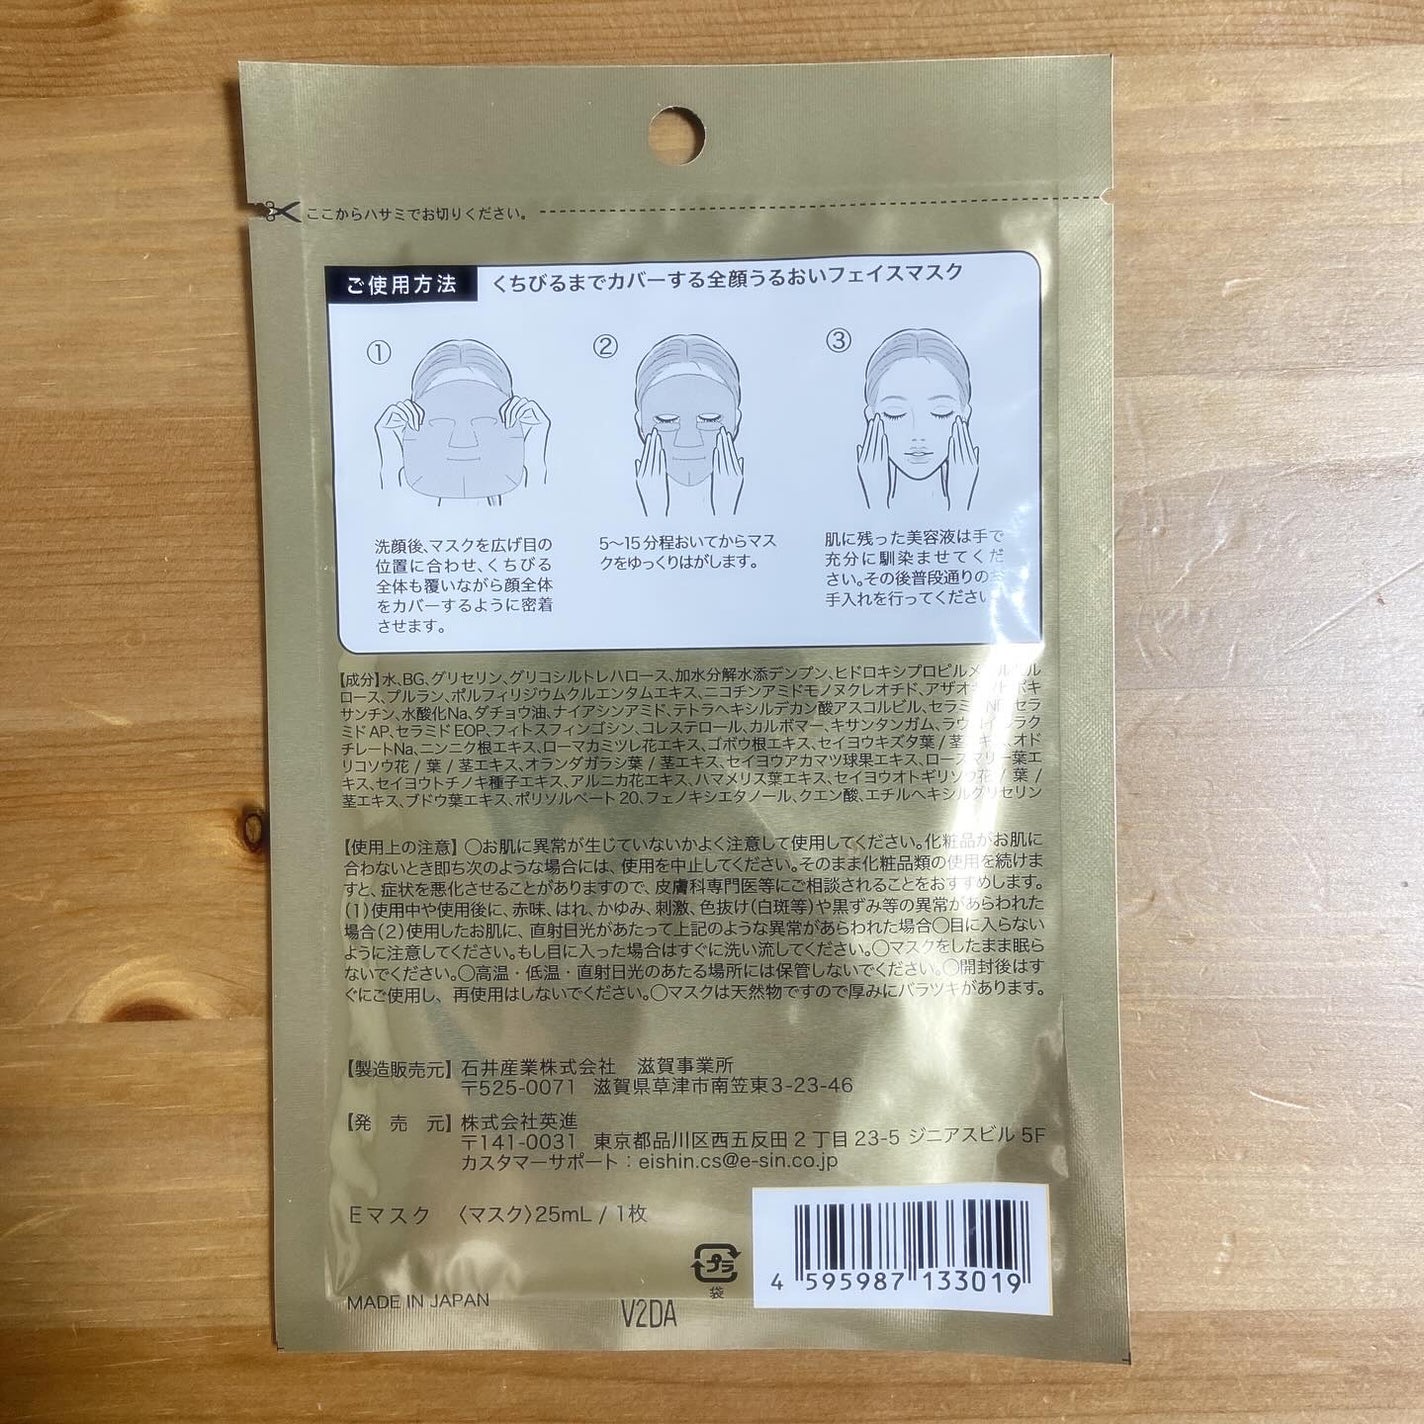 ここからハサミでお切りください。
ご使用方法
くちびるまでカバーする全顔うるおいフェイスマスク
①
洗顔後、マスクを広げ目の
位置に合わせ、くちびる
全体も覆いながら顔全体
をカバーするように密着
させます。
②
5〜15分程おいてからマス
クをゆっくりはがします。
③
肌に残った美容液は手で
充分に馴染ませてくだ
さい。その後普段通りのお
手入れを行ってください
【成分】水、BG、グリセリン、グリコシルトレハロース、加水分解水添デンプン、ヒドロキシプロピルメ
ロース、プルラン、ポルフィリジウムクルエンタムエキス、ニコチンアミドモノヌクレオチド、アザオキ
サンチン、水酸化Na、ダチョウ油、ナイアシンアミド、テトラヘキシルデカン酸アスコルビル、セラミドNP、セラ
ミドAP、セラミドEOP、フィトスフィンゴシン、コレステロール、カルボマー、キサンタンガム、ラウロイルラク
チレートNa、ニンニク根エキス、ローマカミツレ花エキス、ゴボウ根エキス、セイヨウキズタ葉/茎エキス、オド
リコソウ花/葉/茎エキス、オランダガラシ葉/茎エキス、セイヨウアカマツ球果エキス、ローズマリー葉エ
キス、セイヨウトチノキ種子エキス、アルニカ花エキス、ハマメリス葉エキス、セイヨウオトギリソウ花/葉/
茎エキス、ブドウ葉エキス、ポリソルベート20、フェノキシエタノール、クエン酸、エチルヘキシルグリセリン
【使用上の注意】○お肌に異常が生じていないかよく注意して使用してください。化粧品がお肌に
合わないとき即ち次のような場合には、使用を中止してください。そのまま化粧品類の使用を続けま
すと、症状を悪化させることがありますので、皮膚科専門医等にご相談されることをおすすめします。
(1)使用中や使用後に、赤味、はれ、かゆみ、刺激、色抜け(白斑等)や黒ずみ等の異常があらわれた
場合(2)使用したお肌に、直射日光があたって上記のような異常があらわれた場合○目に入らない
ように注意してください。もし目に入った場合はすぐに洗い流してください。○マスクをしたまま眠ら
ないでください。○高温・低温・直射日光のあたる場所には保管しないでください。○開封後はす
ぐにご使用し、再使用はしないでください。○マスクは天然物ですので厚みにバラツキがあります。
【製造販売元】石井産業株式会社 滋賀事業所
〒525-0071 滋賀県草津市南笠東3-23-46
【発 売 元】株式会社英進
〒141-0031 東京都品川区西五反田2丁目23-5 ジニアスビル5F
カスタマーサポート：eishin.cs@e-sin.co.jp
Eマスク 〈マスク〉25mL / 1枚
プラ
袋
4 595987 133019
MADE IN JAPAN
V2DA